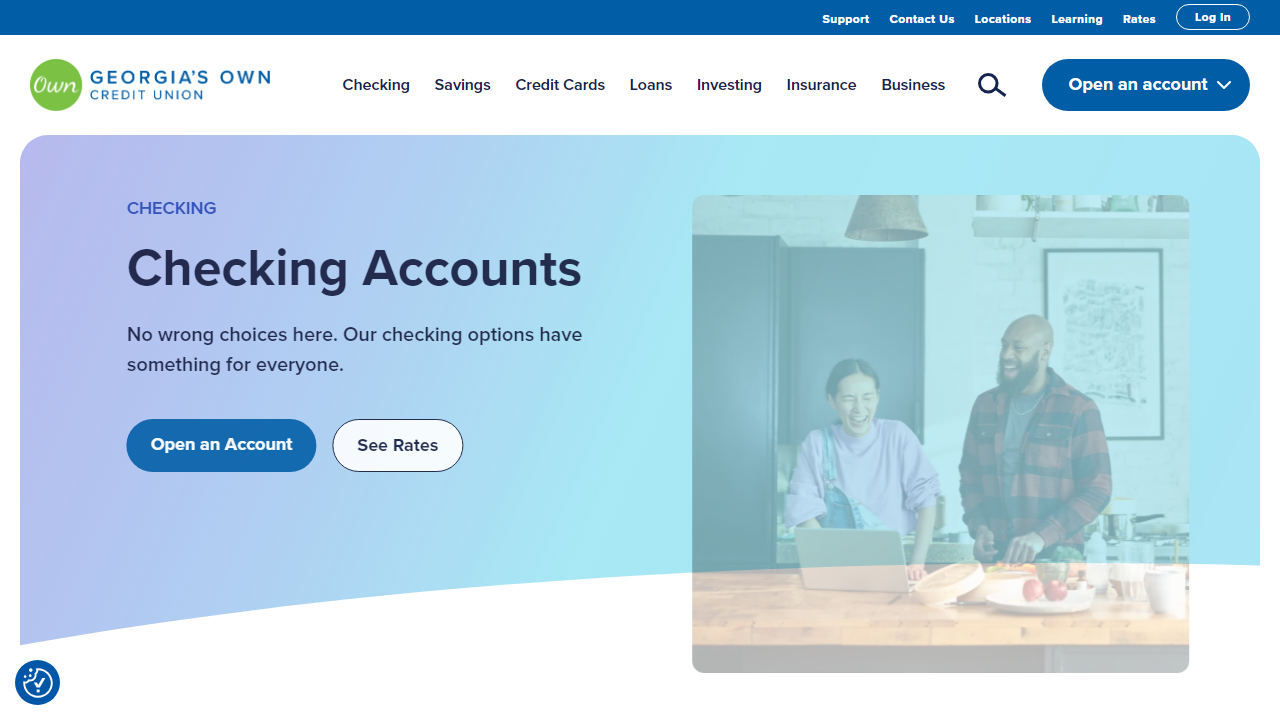 Support Contact Us Locations Learning Rates Log In
Own GEORGIA'S OWN
CREDIT UNION
Checking Savings Credit Cards Loans Investing Insurance Business Open an account
CHECKING
Checking Accounts
No wrong choices here. Our checking options have
something for everyone.
Open an Account See Rates